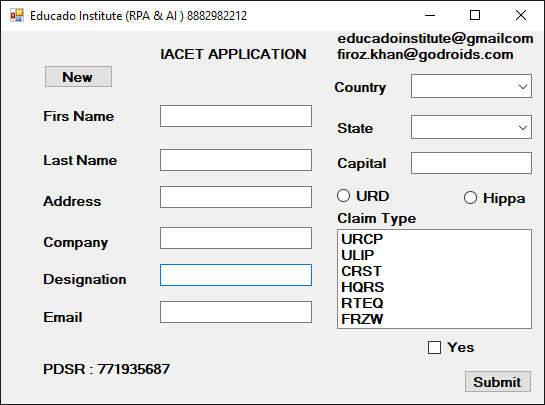 Educado Institute (RPA & AI ) 8882982212
educadoinstitute@gmailcom
IACET APPLICATION
firoz.khan@godroids.com
New
Country
Firs Name
State
Last Name
Capital
Address
URD
Hippa
Claim Type
Company
URCP
ULIP
CRST
HQRS
RTEQ
FRZW
Designation
Email
Yes
PDSR : 771935687
Submit